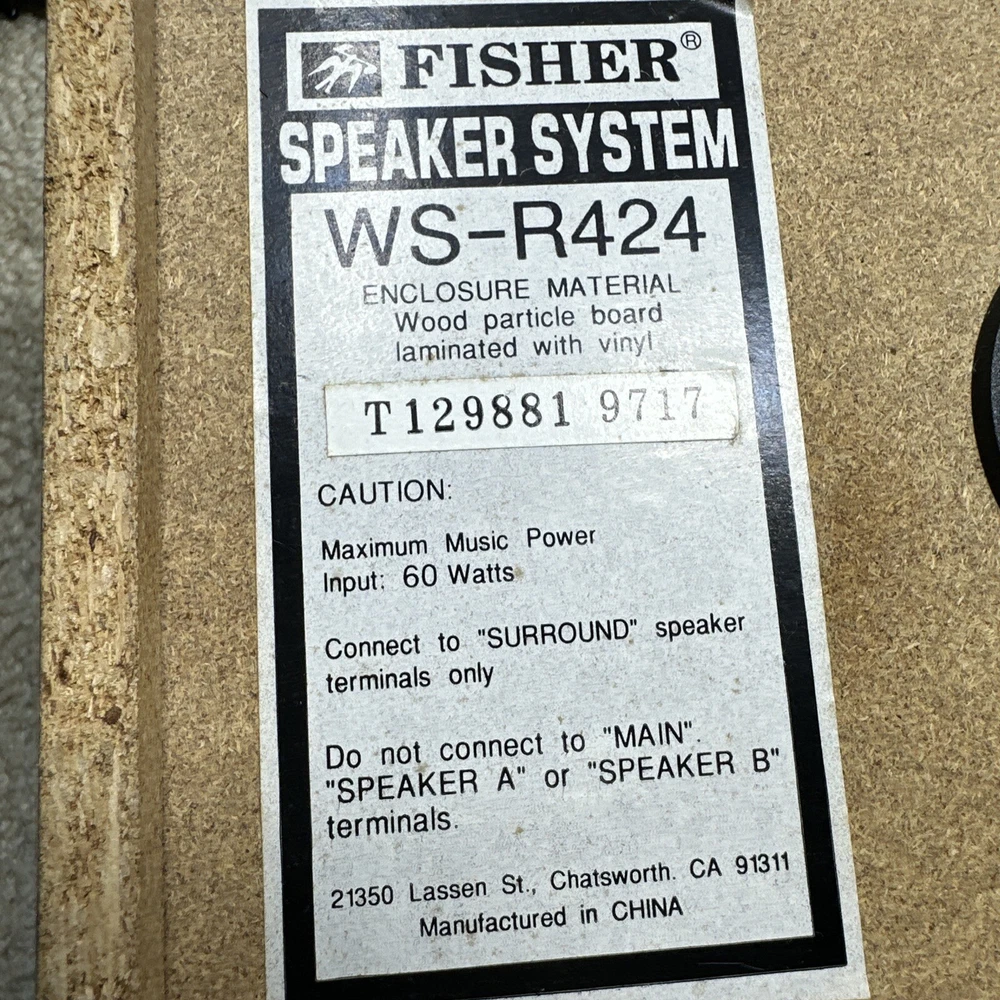 FISHER®
SPEAKER SYSTEM
WS-R424
ENCLOSURE MATERIAL
Wood particle board
laminated with vinyl
T129881 9717
CAUTION:
Maximum Music Power
Input: 60 Watts
Connect to "SURROUND" speaker
terminals only
Do not connect to "MAIN".
"SPEAKER A" or "SPEAKER B"
terminals.
21350 Lassen St., Chatsworth. CA 91311
Manufactured in CHINA